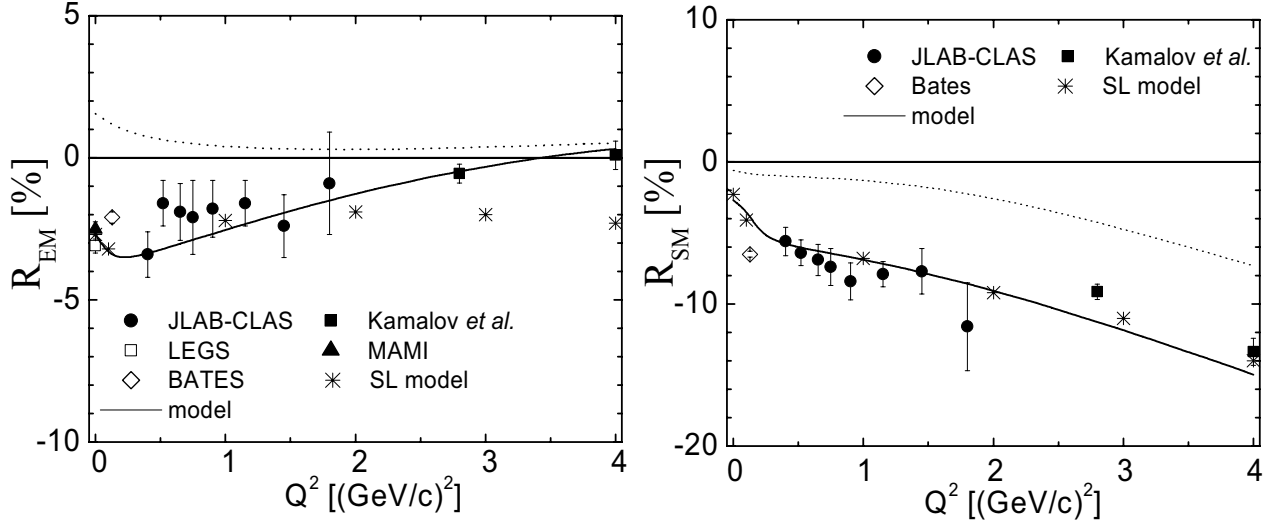 5
0
-5
-10
R_EM [%]
JLAB-CLAS
Kamalov et al.
LEGS
MAMI
BATES
SL model
model
0 1 2 3 4
Q² [(GeV/c)²]
10
0
-10
-20
R_SM [%]
JLAB-CLAS
Kamalov et al.
Bates
SL model
model
0 1 2 3 4
Q² [(GeV/c)²]